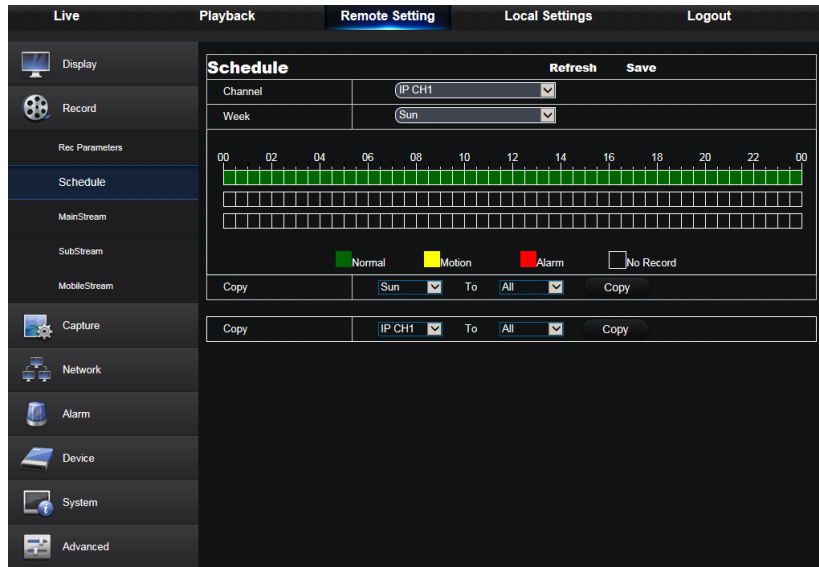 Live Playback Remote Setting Local Settings Logout
Display
Record
Rec Parameters
Schedule
MainStream
SubStream
MobileStream
Capture
Network
Alarm
Device
System
Advanced
Schedule Refresh Save
Channel IP CH1
Week Sun
00 02 04 06 08 10 12 14 16 18 20 22 00
Normal Motion Alarm No Record
Copy Sun To All Copy
Copy IP CH1 To All Copy